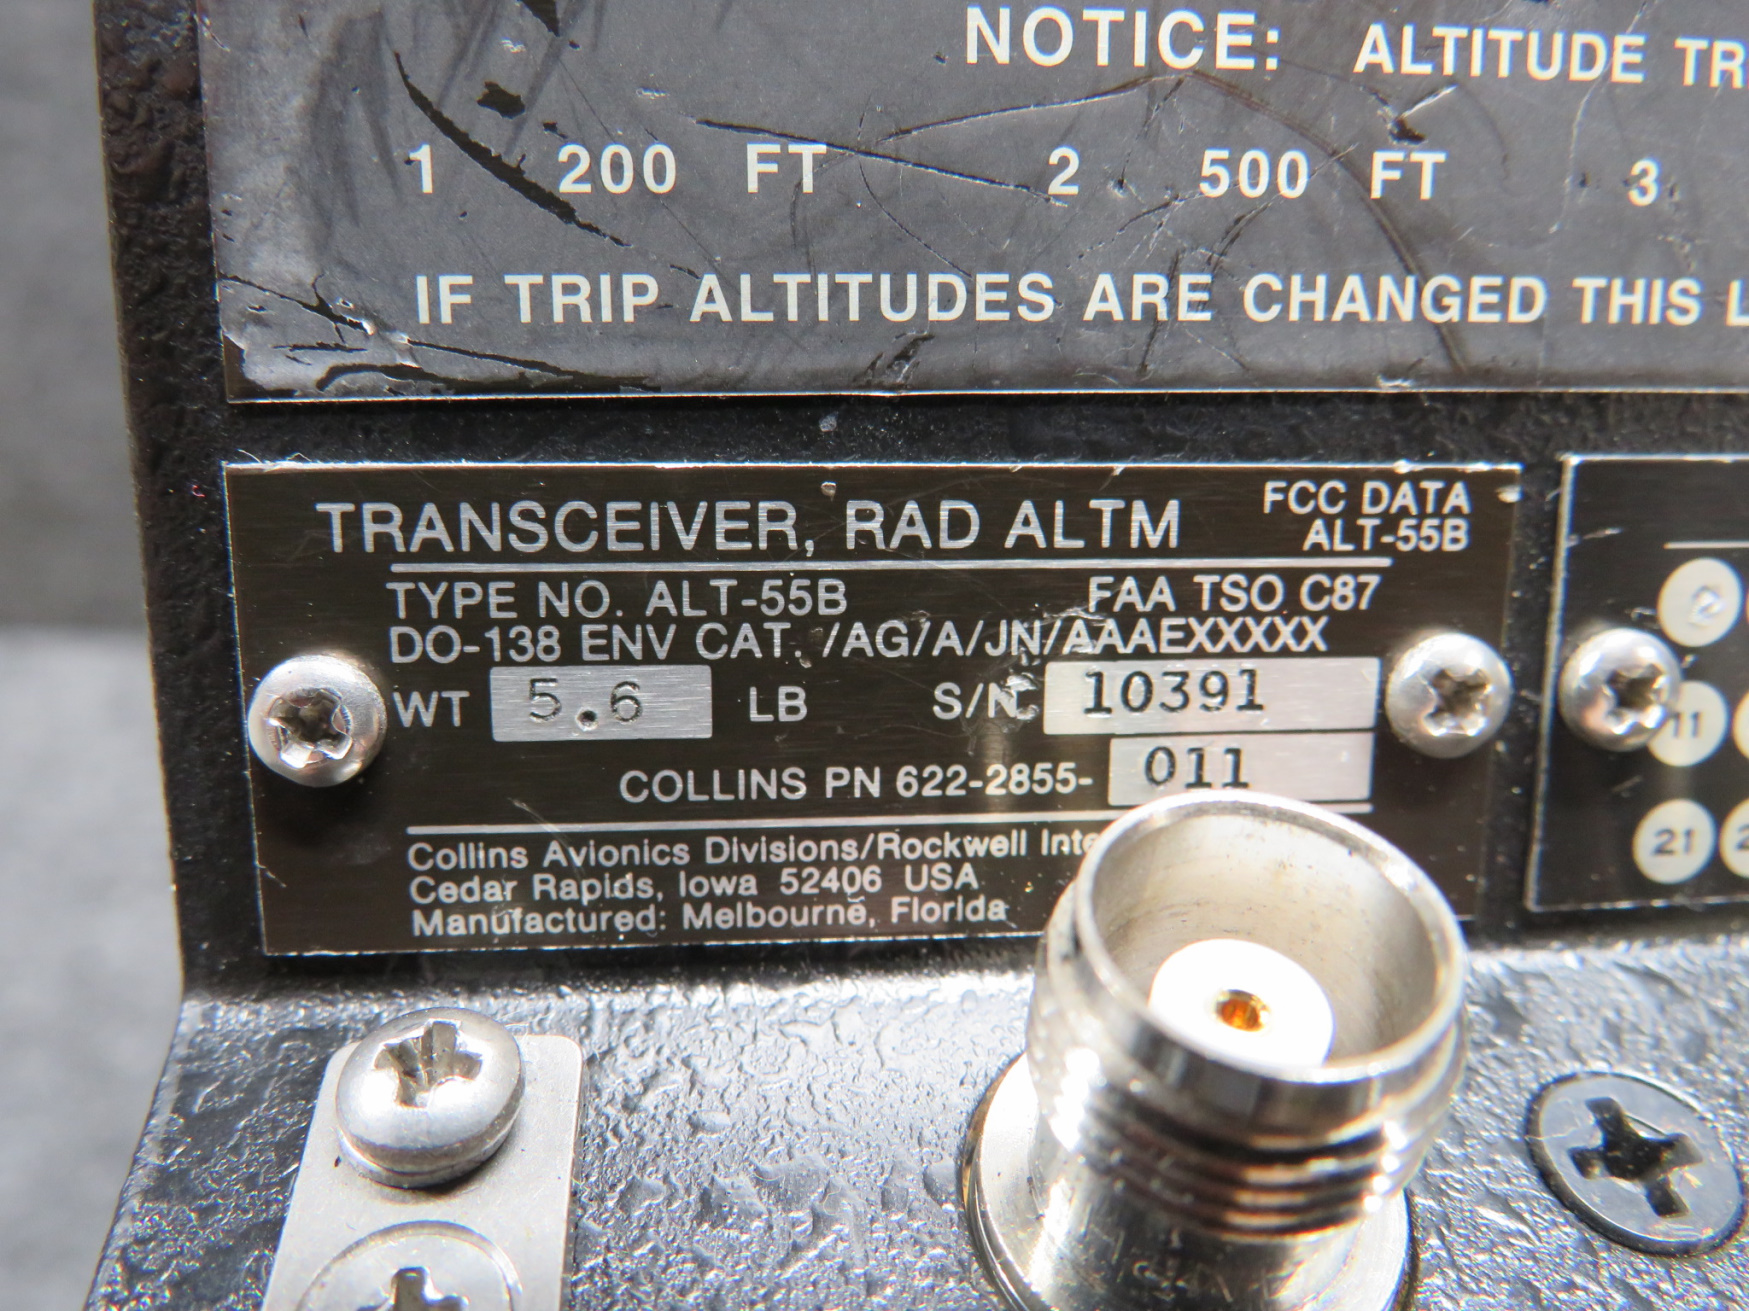 NOTICE: ALTITUDE TR
1 200 FT 2 500 FT 3
IF TRIP ALTITUDES ARE CHANGED THIS L
TRANSCEIVER, RAD ALTM
FCC DATA
ALT-55B
TYPE NO. ALT-55B FAA TSO C87
DO-138 ENV CAT. /AG/A/JN/AAAEXXXXX
WT 5.6 LB S/N. 10391
COLLINS PN 622-2855- 011
Collins Avionics Divisions/Rockwell Inte
Cedar Rapids, Iowa 52406 USA
Manufactured: Melbourne, Florida
11
21